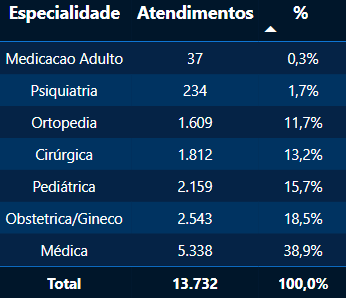 Especialidade Atendimentos %
Medicacao Adulto 37 0,3%
Psiquiatria 234 1,7%
Ortopedia 1.609 11,7%
Cirúrgica 1.812 13,2%
Pediátrica 2.159 15,7%
Obstetrica/Gineco 2.543 18,5%
Médica 5.338 38,9%
Total 13.732 100,0%